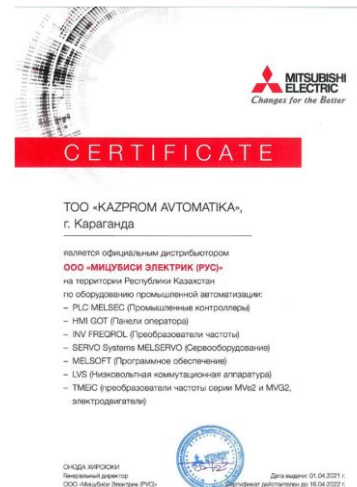 MITSUBISHI
ELECTRIC
Changes for the Better
CERTIFICATE
ТОО «KAZPROM AVTOMATIKA»,
г. Караганда
является официальным дистрибьютором
ООО «МИЦУБИСИ ЭЛЕКТРИК (РУС)»
на территории Республики Казахстан
по оборудованию промышленной автоматизации:
– PLC MELSEC (Промышленные контроллеры)
– HMI GOT (Панели оператора)
– INV FREQROL (Преобразователи частоты)
– SERVO Systems MELSERVO (Сервооборудование)
– MELSOFT (Программное обеспечение)
– LVS (Низковольтная коммутационная аппаратура)
– TMEiC (преобразователи частоты серии MVe2 и MVG2,
электродвигатели)
ОНОДА ХИРОЮКИ
Генеральный директор
ООО «Мицубиси Электрик (РУС)»
Дата выдачи: 01.04.2021 г.
Сертификат действителен до 16.04.2022 г.